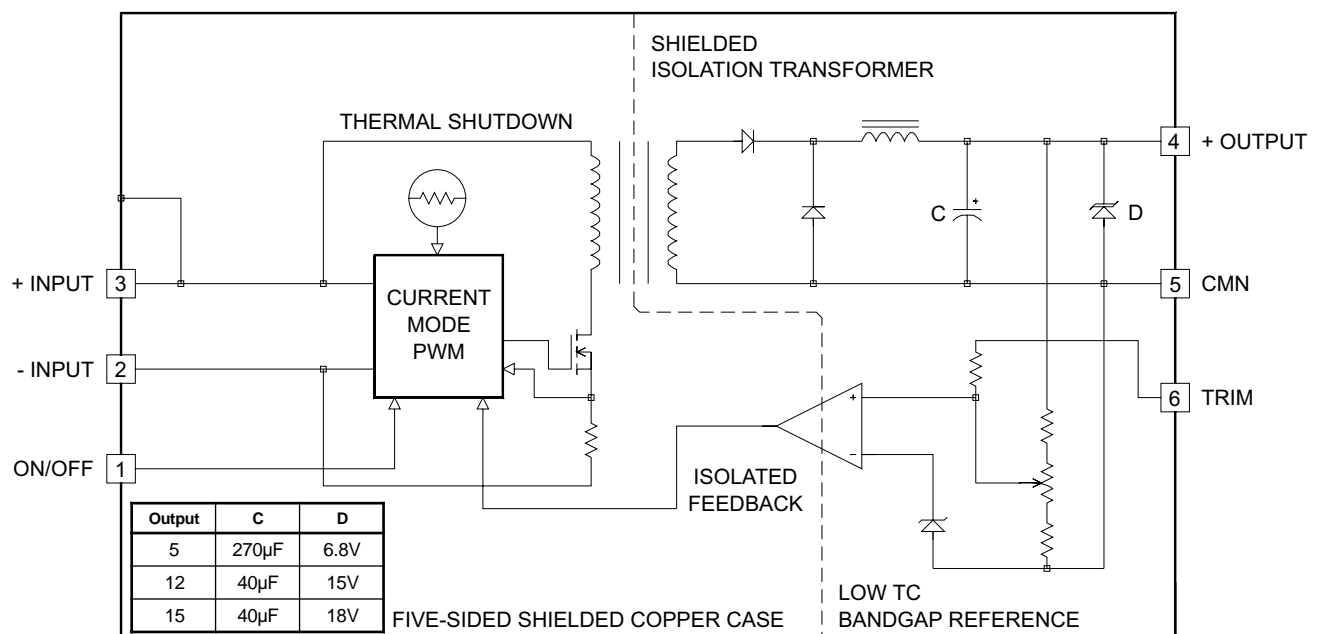 SHIELDED
ISOLATION TRANSFORMER
THERMAL SHUTDOWN
4 + OUTPUT
C +
D
+ INPUT 3
5 CMN
CURRENT
MODE
PWM
- INPUT 2
6 TRIM
+
−
ON/OFF 1
ISOLATED
FEEDBACK
Output C D
5 270µF 6.8V
12 40µF 15V
15 40µF 18V
FIVE-SIDED SHIELDED COPPER CASE
LOW TC
BANDGAP REFERENCE